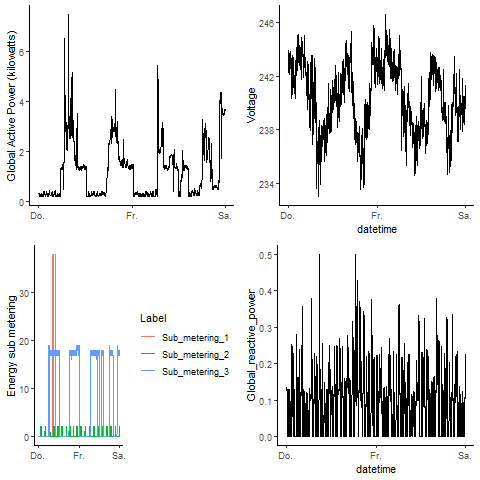 Global Active Power (kilowatts)
6
4
2
0
Do.
Fr.
Sa.
Voltage
246
242
238
234
Do.
Fr.
Sa.
datetime
Energy sub metering
30
20
10
0
Do.
Fr.
Sa.
Label
Sub_metering_1
Sub_metering_2
Sub_metering_3
Global_reactive_power
0.5
0.4
0.3
0.2
0.1
0.0
Do.
Fr.
Sa.
datetime